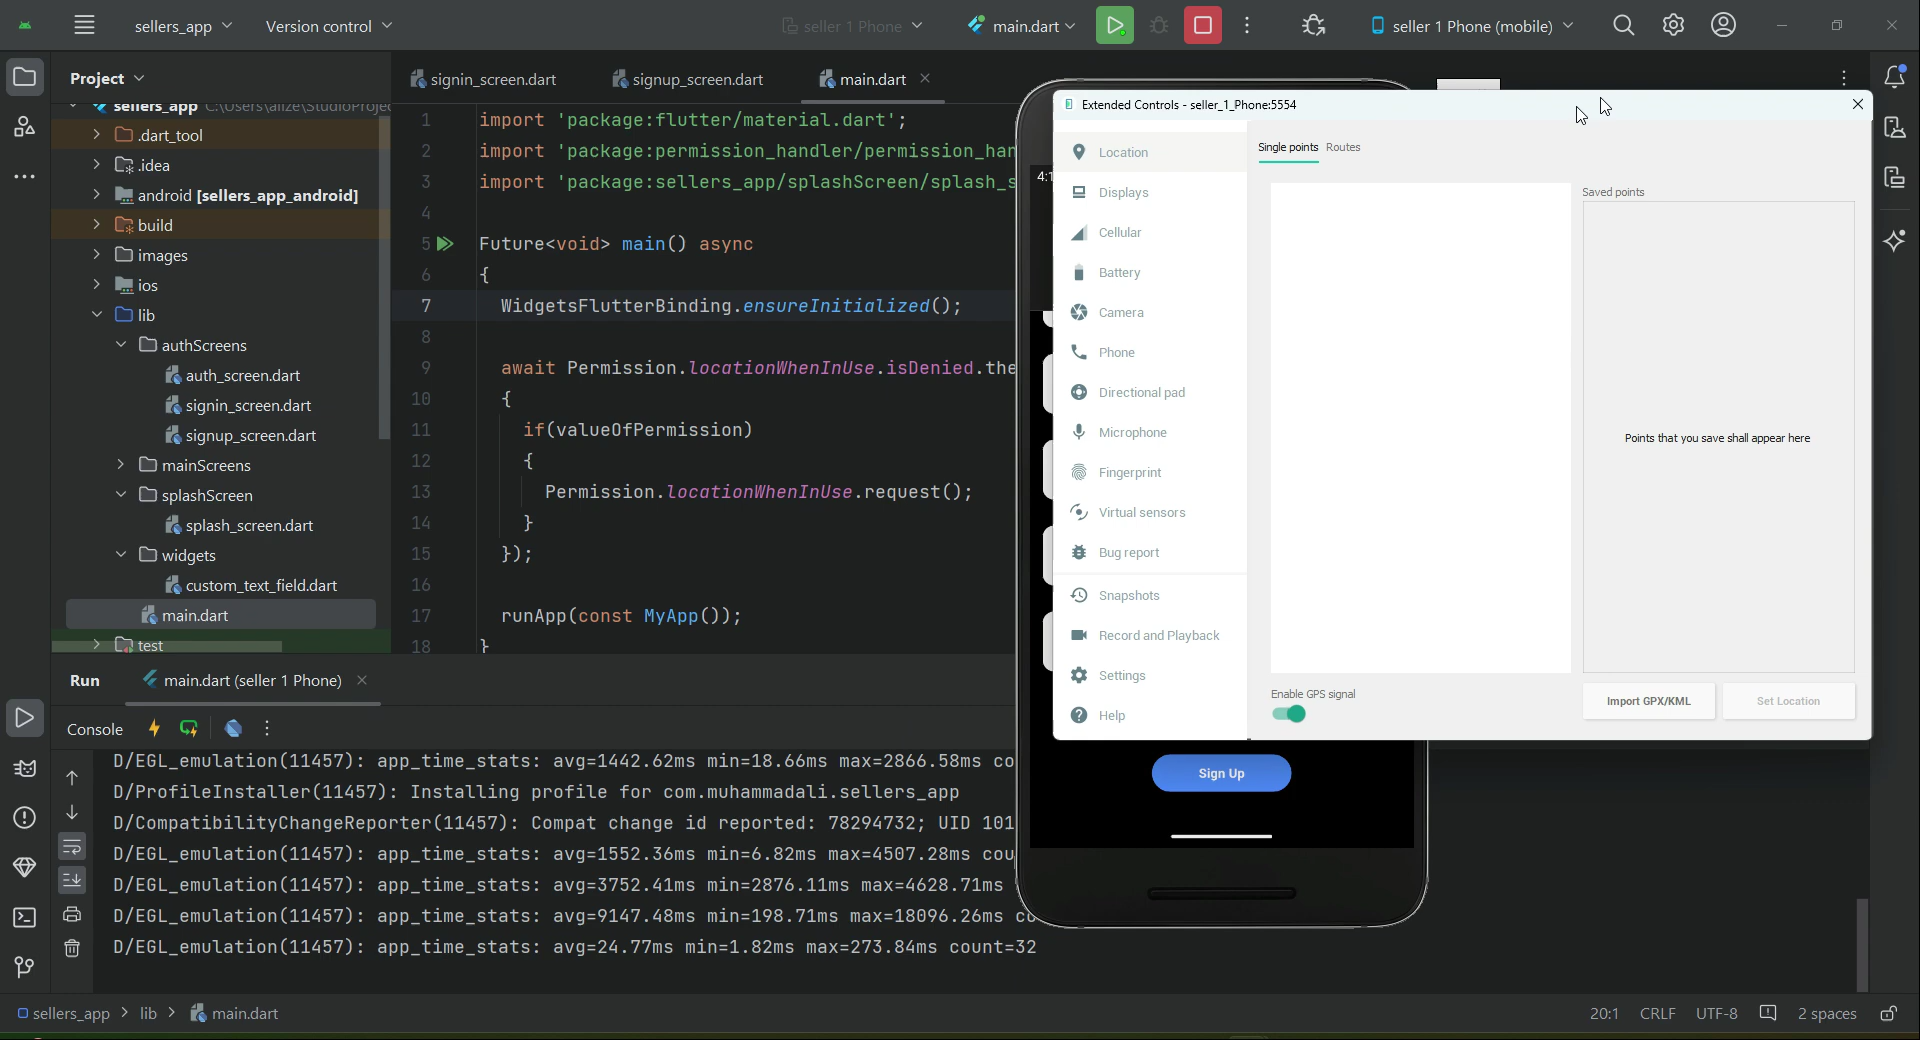 sellers_app
Version control
seller 1 Phone
main.dart
seller 1 Phone (mobile)
Project
signin_screen.dart
signup_screen.dart
main.dart
sellers_app
.dart_tool
.idea
android [sellers_app_android]
build
images
ios
lib
authScreens
auth_screen.dart
signin_screen.dart
signup_screen.dart
mainScreens
splashScreen
splash_screen.dart
widgets
custom_text_field.dart
main.dart
test
1 import 'package:flutter/material.dart';
2 import 'package:permission_handler/permission_han
3 import 'package:sellers_app/splashScreen/splash_s
4
5 Future<void> main() async
6 {
7 WidgetsFlutterBinding.ensureInitialized();
8
9 await Permission.locationWhenInUse.isDenied.the
10 {
11 if(valueOfPermission)
12 {
13 Permission.locationWhenInUse.request();
14 }
15 });
16
17 runApp(const MyApp());
18 }
4:1
Extended Controls - seller_1_Phone:5554
Location
Displays
Cellular
Battery
Camera
Phone
Directional pad
Microphone
Fingerprint
Virtual sensors
Bug report
Snapshots
Record and Playback
Settings
Help
Single points
Routes
Saved points
Points that you save shall appear here
Enable GPS signal
Import GPX/KML
Set Location
Sign Up
Run
main.dart (seller 1 Phone)
Console
D/EGL_emulation(11457): app_time_stats: avg=1442.62ms min=18.66ms max=2866.58ms co
D/ProfileInstaller(11457): Installing profile for com.muhammadali.sellers_app
D/CompatibilityChangeReporter(11457): Compat change id reported: 78294732; UID 101
D/EGL_emulation(11457): app_time_stats: avg=1552.36ms min=6.82ms max=4507.28ms cou
D/EGL_emulation(11457): app_time_stats: avg=3752.41ms min=2876.11ms max=4628.71ms
D/EGL_emulation(11457): app_time_stats: avg=9147.48ms min=198.71ms max=18096.26ms co
D/EGL_emulation(11457): app_time_stats: avg=24.77ms min=1.82ms max=273.84ms count=32
sellers_app > lib > main.dart
20:1
CRLF
UTF-8
2 spaces